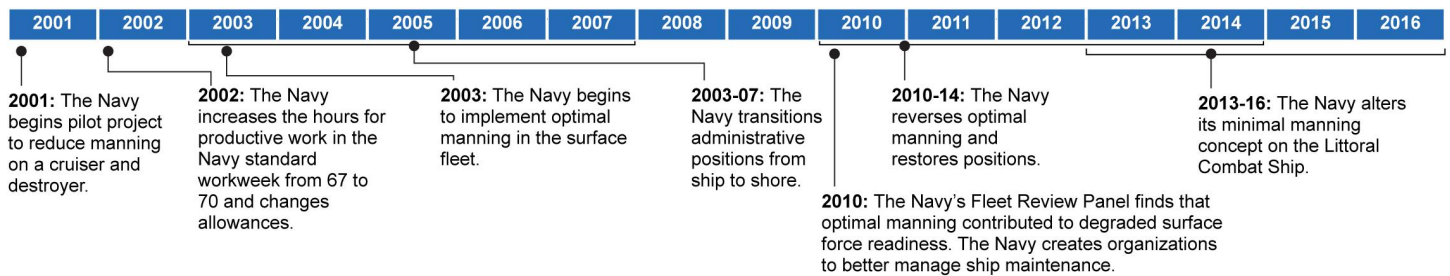 2001 2002 2003 2004 2005 2006 2007 2008 2009 2010 2011 2012 2013 2014 2015 2016
2001: The Navy
begins pilot project
to reduce manning
on a cruiser and
destroyer.
2002: The Navy
increases the hours for
productive work in the
Navy standard
workweek from 67 to
70 and changes
allowances.
2003: The Navy begins
to implement optimal
manning in the surface
fleet.
2003-07: The
Navy transitions
administrative
positions from
ship to shore.
2010-14: The Navy
reverses optimal
manning and
restores positions.
2013-16: The Navy alters
its minimal manning
concept on the Littoral
Combat Ship.
2010: The Navy’s Fleet Review Panel finds that
optimal manning contributed to degraded surface
force readiness. The Navy creates organizations
to better manage ship maintenance.